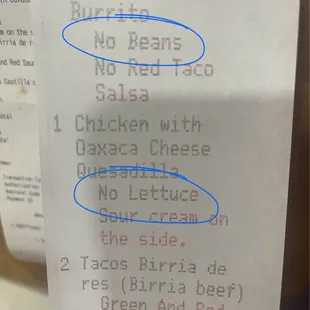 Burrito
No Beans
No Red Taco
Salsa
1 Chicken with
Oaxaca Cheese
Quesadilla
No Lettuce
Sour cream on
the side.
2 Tacos Birria de
res (Birria beef)
Green And Red